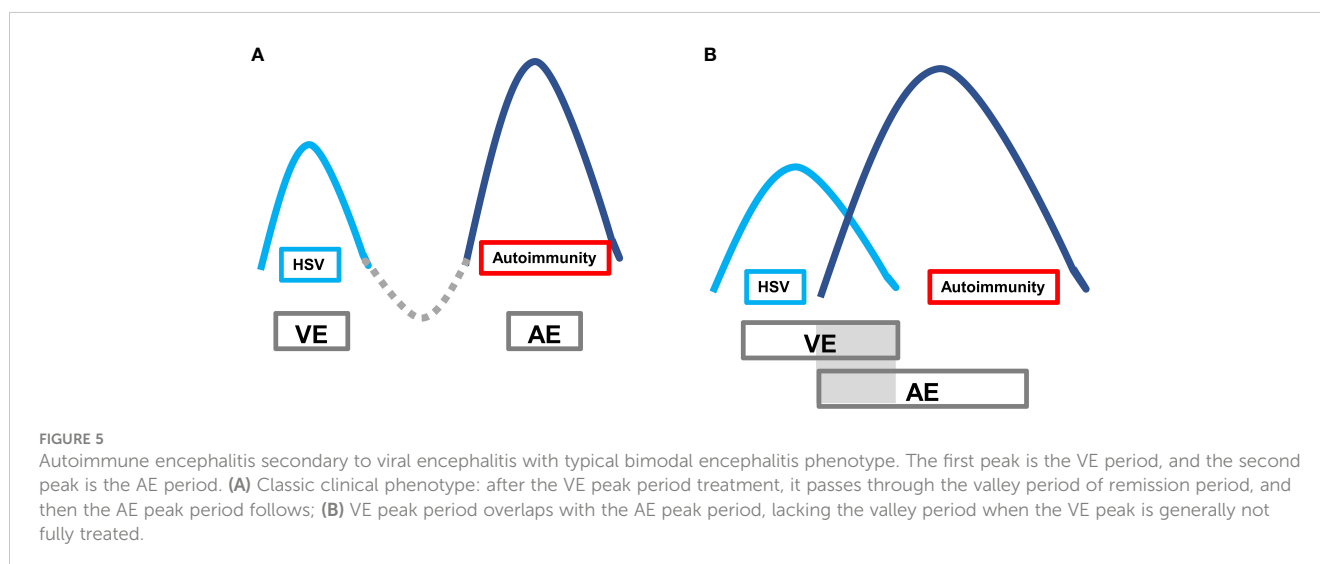 A
B
HSV
Autoimmunity
VE
AE
HSV
Autoimmunity
VE
AE
FIGURE 5
Autoimmune encephalitis secondary to viral encephalitis with typical bimodal encephalitis phenotype. The first peak is the VE period, and the second
peak is the AE period. (A) Classic clinical phenotype: after the VE peak period treatment, it passes through the valley period of remission period, and
then the AE peak period follows; (B) VE peak period overlaps with the AE peak period, lacking the valley period when the VE peak is generally not
fully treated.